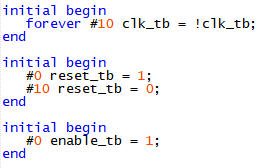 initial begin
forever #10 clk_tb = !clk_tb;
end
initial begin
#0 reset_tb = 1;
#10 reset_tb = 0;
end
initial begin
#0 enable_tb = 1;
end